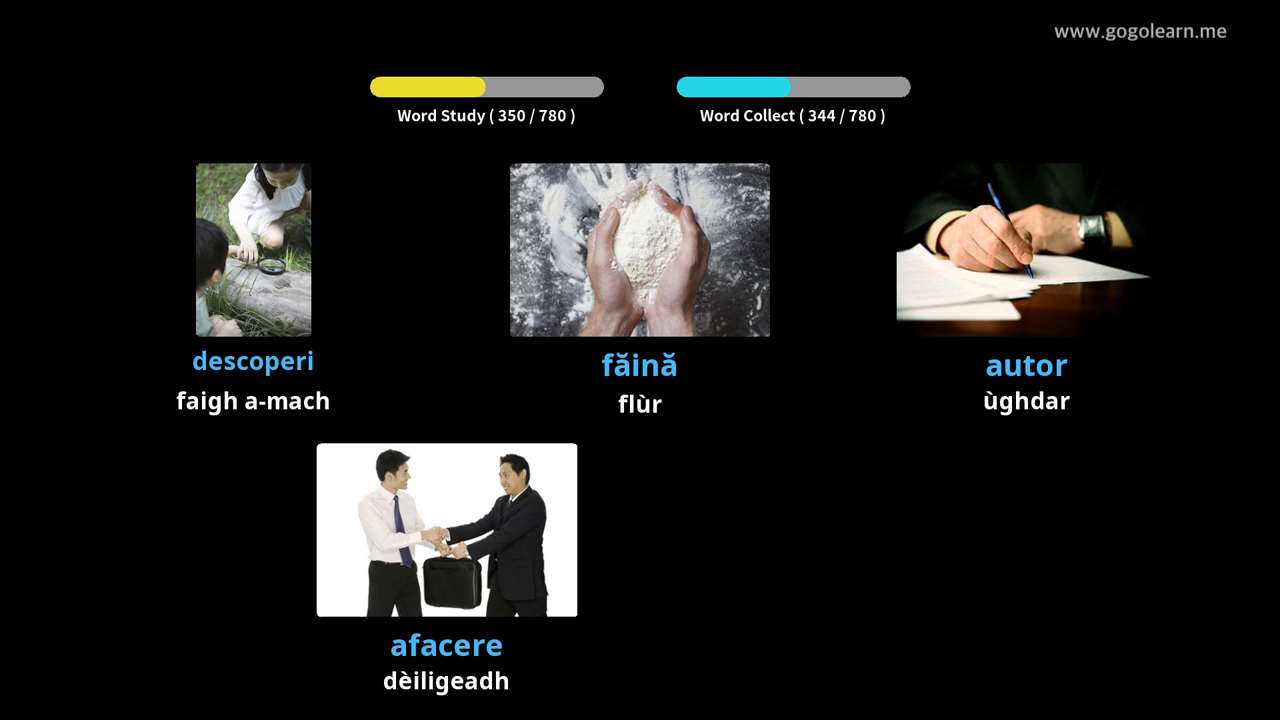 www.gogolearn.me
Word Study ( 350 / 780 )
Word Collect ( 344 / 780 )
descoperi
faigh a-mach
făină
flùr
autor
ùghdar
afacere
dèiligeadh